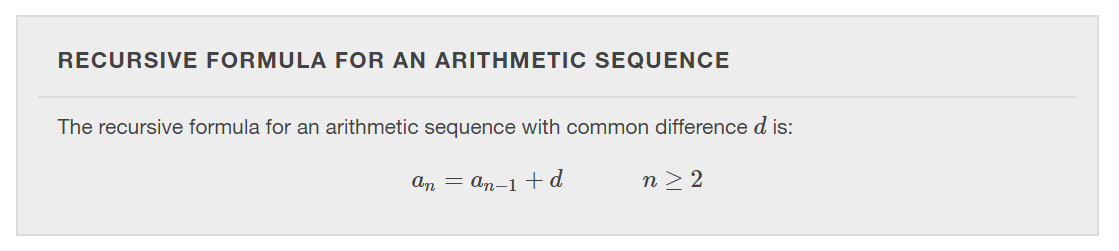 RECURSIVE FORMULA FOR AN ARITHMETIC SEQUENCE
The recursive formula for an arithmetic sequence with common difference d is:
aₙ = aₙ₋₁ + d n ≥ 2